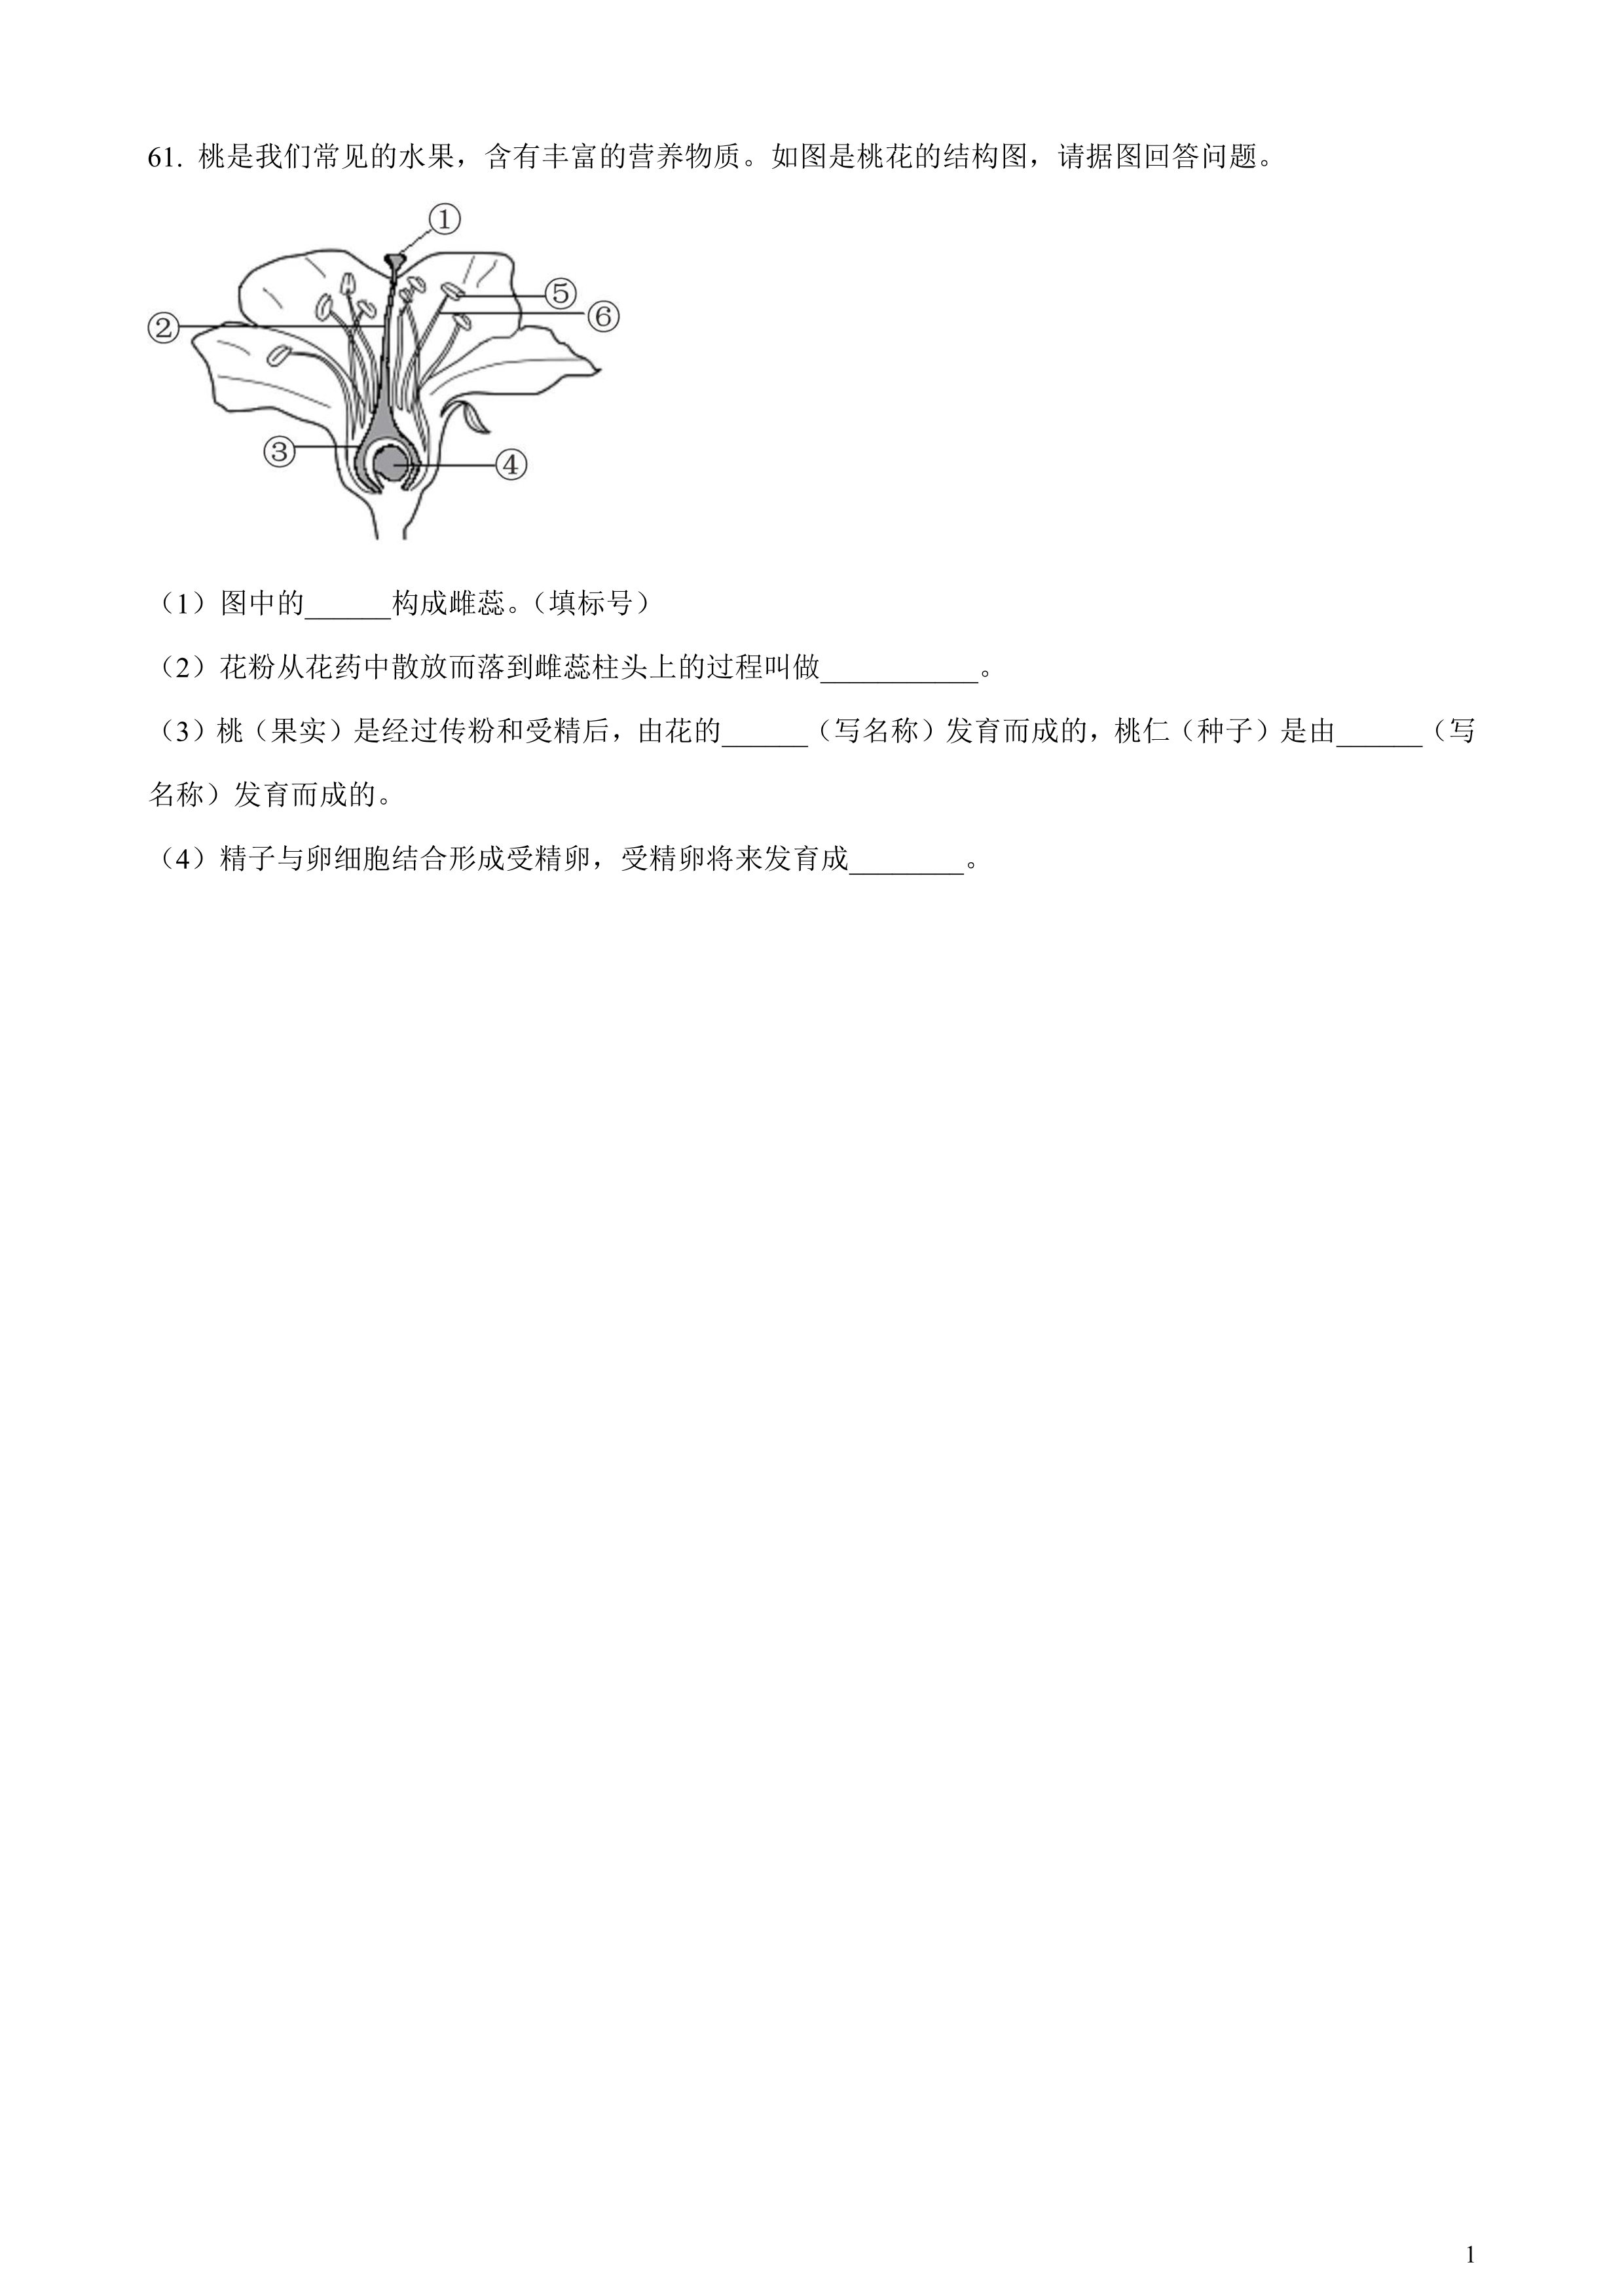 61. 桃是我们常见的水果，含有丰富的营养物质。如图是桃花的结构图，请据图回答问题。
①
⑤
⑥
②
③
④
（1）图中的______构成雌蕊。（填标号）
（2）花粉从花药中散放而落到雌蕊柱头上的过程叫做___________。
（3）桃（果实）是经过传粉和受精后，由花的______（写名称）发育而成的，桃仁（种子）是由______（写
名称）发育而成的。
（4）精子与卵细胞结合形成受精卵，受精卵将来发育成________。
1